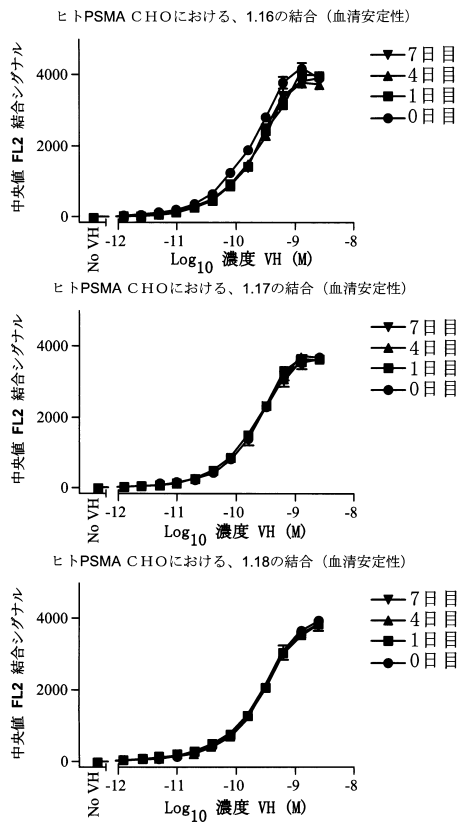 ヒトPSMA ＣＨＯにおける、1.16の結合（血清安定性）
中央値 FL2 結合シグナル
4000
2000
0
No VH
-12 -11 -10 -9 -8
Log10 濃度 VH (M)
7日目
4日目
1日目
0日目
ヒトPSMA ＣＨＯにおける、1.17の結合（血清安定性）
中央値 FL2 結合シグナル
4000
2000
0
No VH
-12 -11 -10 -9 -8
Log10 濃度 VH (M)
7日目
4日目
1日目
0日目
ヒトPSMA ＣＨＯにおける、1.18の結合（血清安定性）
中央値 FL2 結合シグナル
4000
2000
0
No VH
-12 -11 -10 -9 -8
Log10 濃度 VH (M)
7日目
4日目
1日目
0日目